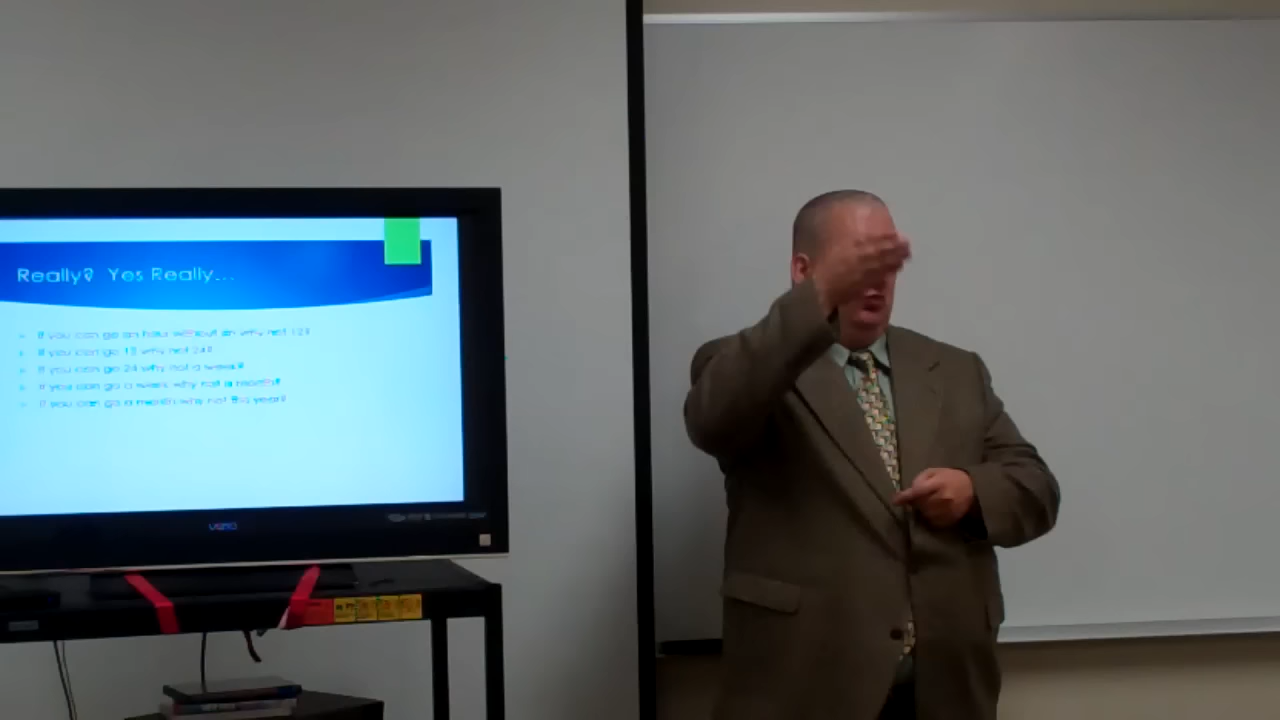 Really? Yes Really...
If you can go an hour without an why not 12?
If you can go 12 why not 24?
If you can go 24 why not a week?
If you can go a week why not a month?
If you can go a month why not the year?
VIZIO